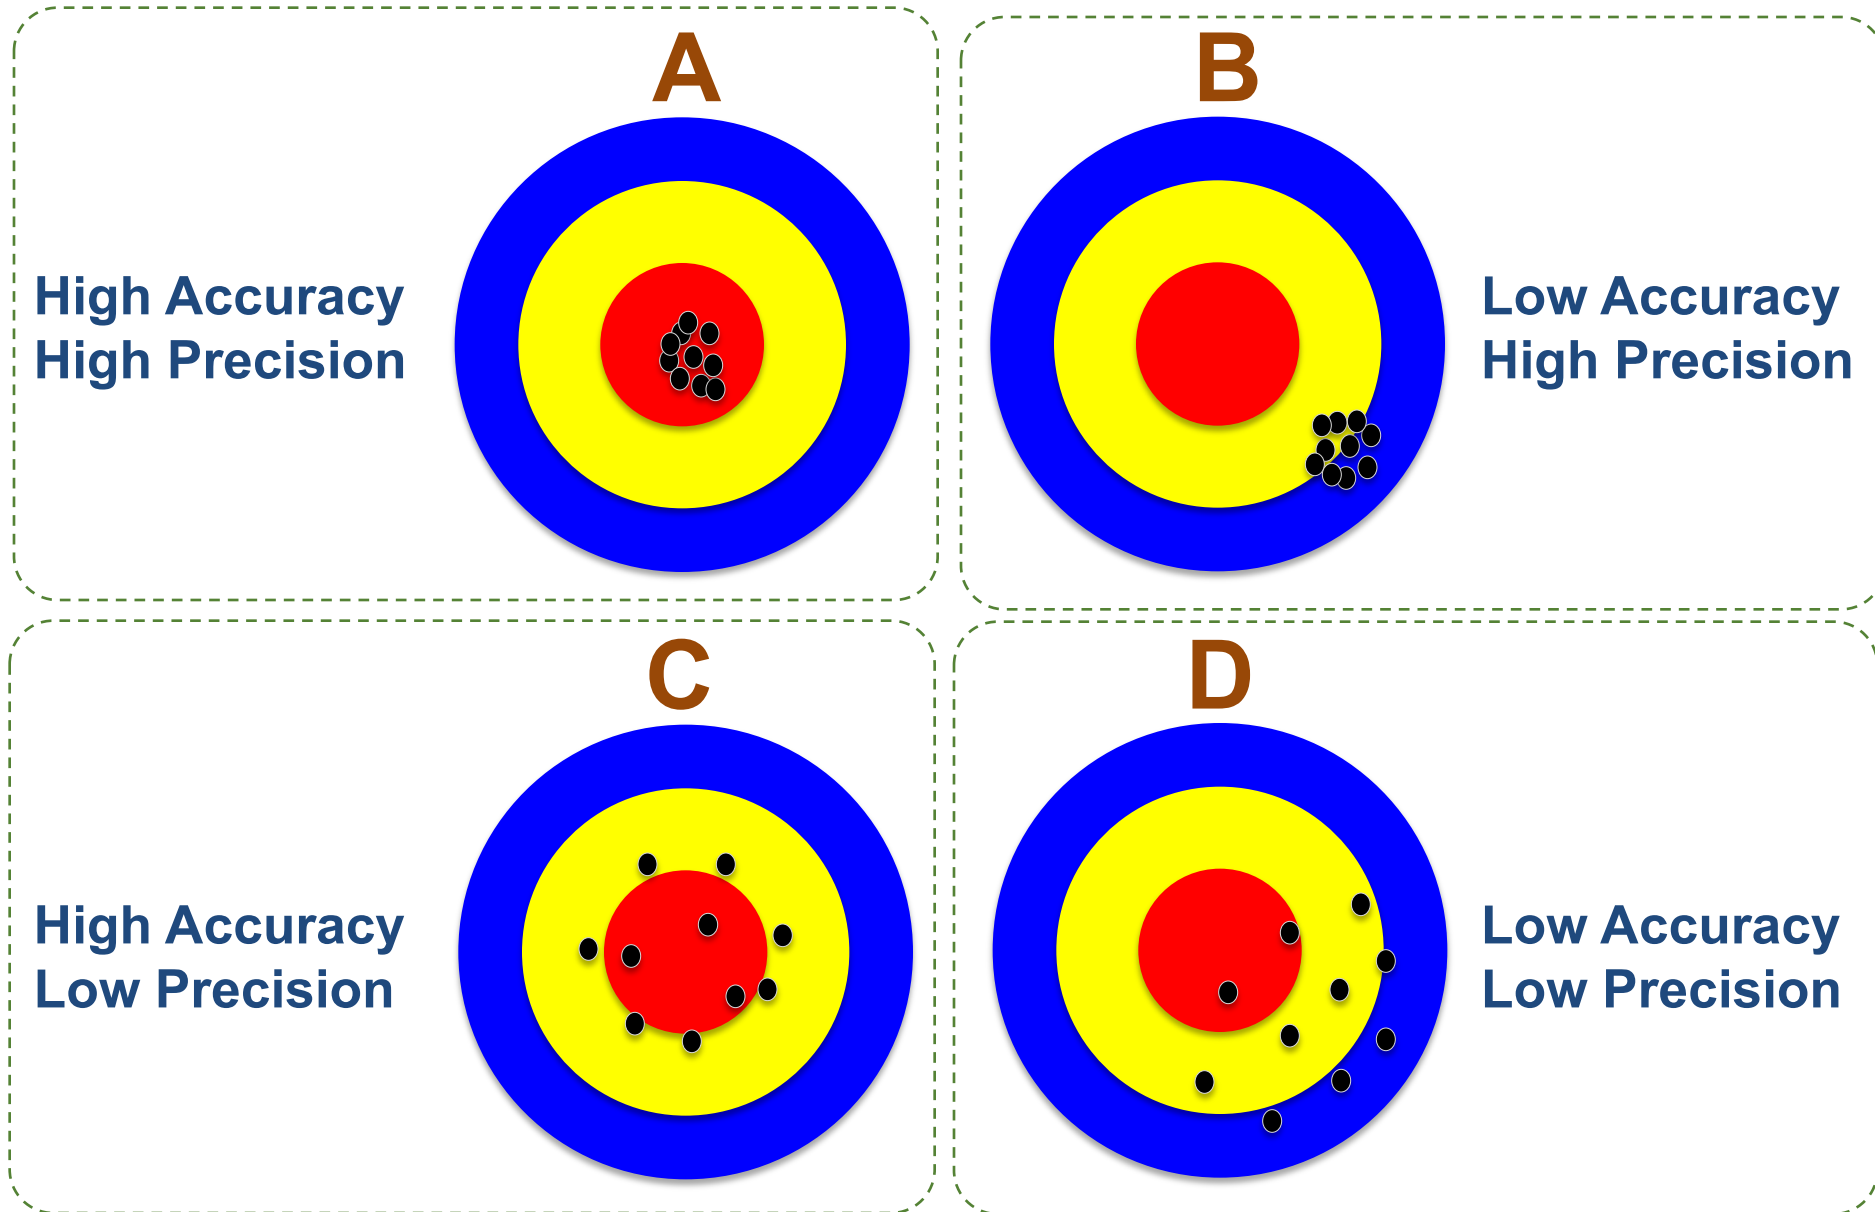 A
High Accuracy
High Precision
B
Low Accuracy
High Precision
C
High Accuracy
Low Precision
D
Low Accuracy
Low Precision